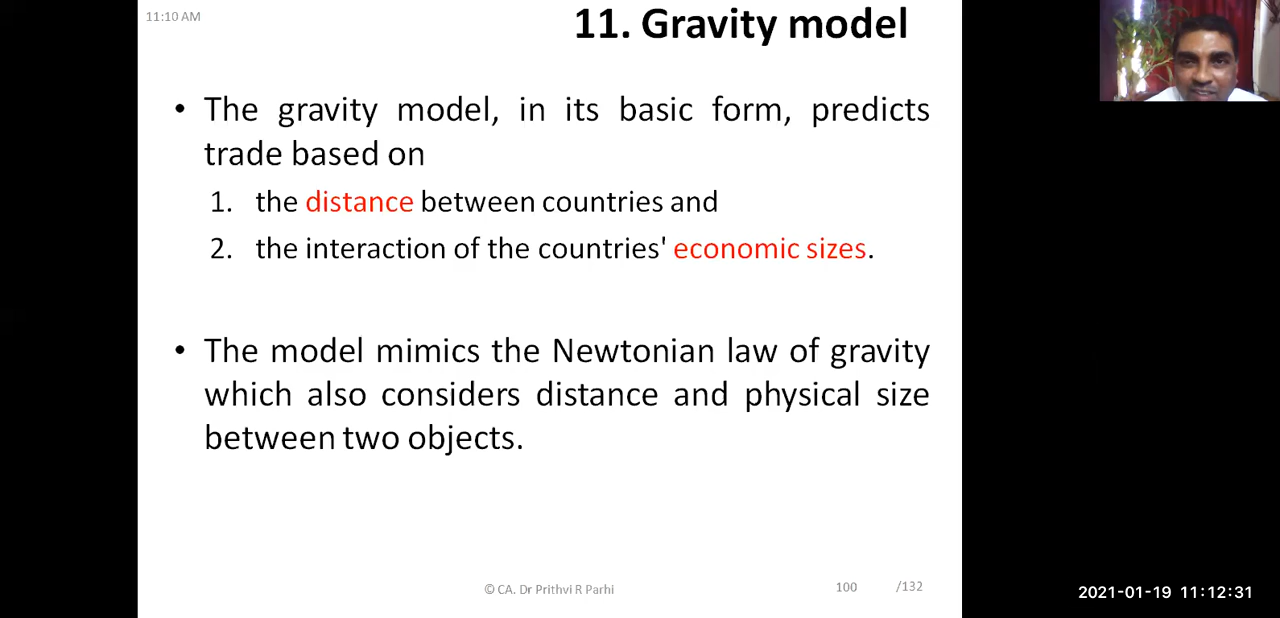 11:10 AM
11. Gravity model
• The gravity model, in its basic form, predicts
trade based on
1. the distance between countries and
2. the interaction of the countries' economic sizes.
• The model mimics the Newtonian law of gravity
which also considers distance and physical size
between two objects.
© CA. Dr Prithvi R Parhi 100 /132
2021-01-19 11:12:31